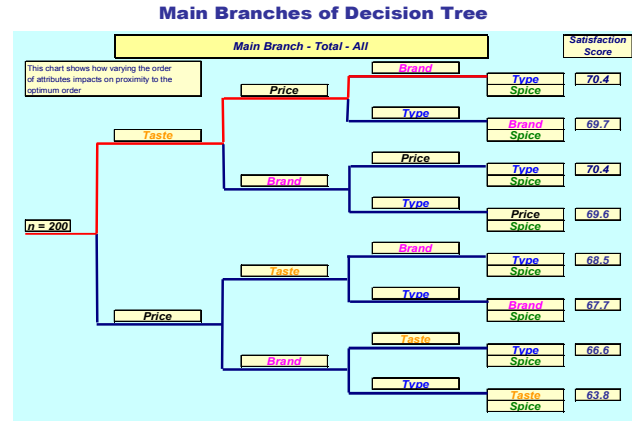 Main Branches of Decision Tree
Main Branch - Total - All
Satisfaction
Score
This chart shows how varying the order
of attributes impacts on proximity to the
optimum order
Brand
Type
Spice
70.4
Price
Type
Brand
Spice
69.7
Taste
Price
Type
Spice
70.4
Brand
Type
Price
Spice
69.6
n = 200
Brand
Type
Spice
68.5
Taste
Type
Brand
Spice
67.7
Price
Taste
Type
Spice
66.6
Brand
Type
Taste
Spice
63.8